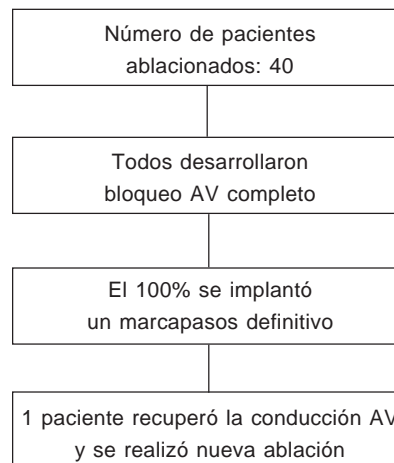 Número de pacientes
ablacionados: 40
Todos desarrollaron
bloqueo AV completo
El 100% se implantó
un marcapasos definitivo
1 paciente recuperó la conducción AV
y se realizó nueva ablación